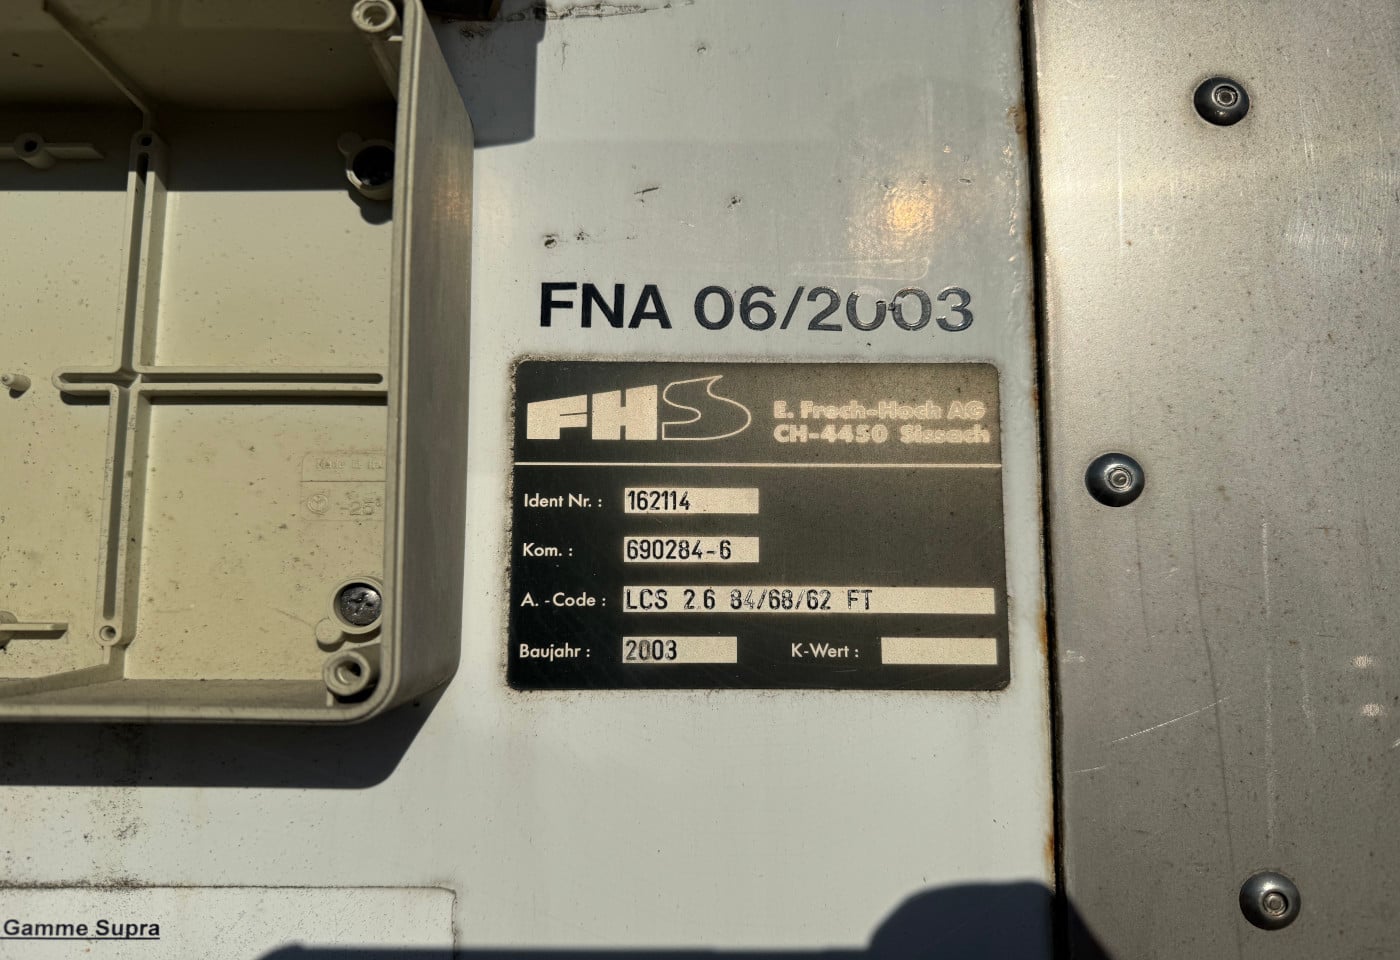 FNA 06/2003
FHS
E. Frech-Hoch AG
CH-4450 Sissach
Ident Nr. : 162114
Kom. : 690284-6
A. -Code : LCS 2.6 84/68/62 FT
Baujahr : 2003 K-Wert :
-25°
Gamme Supra